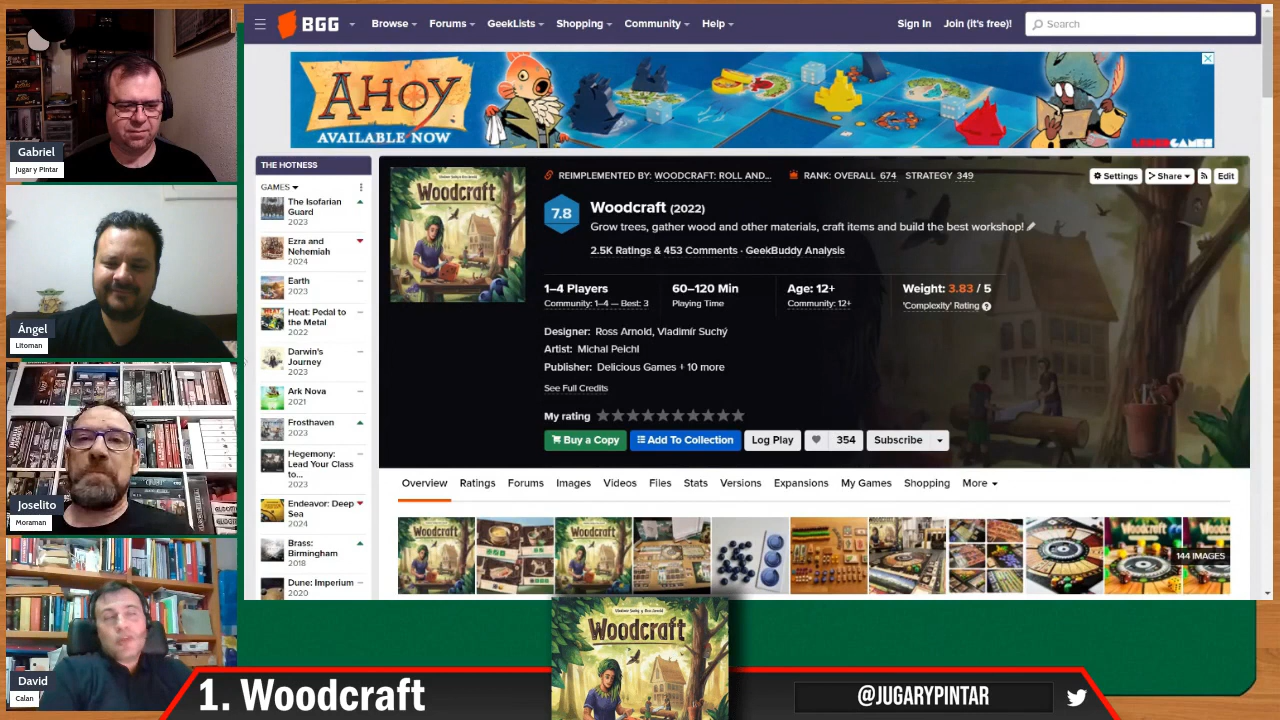 Gabriel
Jugar y Pintar
Ángel
Litoman
Joselito
Moraman
David
Calan
BGG
Browse
Forums
GeekLists
Shopping
Community
Help
Sign In
Join (it's free)!
Search
AHOY
AVAILABLE NOW
THE HOTNESS
GAMES
The Isofarian Guard
2023
Ezra and Nehemiah
2024
Earth
2023
Heat: Pedal to the Metal
2022
Darwin's Journey
2023
Ark Nova
2021
Frosthaven
2022
Hegemony: Lead Your Class to...
2023
Endeavor: Deep Sea
2024
Brass: Birmingham
2018
Dune: Imperium
2020
Woodcraft
REIMPLEMENTED BY: WOODCRAFT: ROLL AND...
RANK: OVERALL 674 STRATEGY 349
Settings
Share
Edit
7.8
Woodcraft (2022)
Grow trees, gather wood and other materials, craft items and build the best workshop!
2.5K Ratings & 453 Comments · GeekBuddy Analysis
1–4 Players
Community: 1–4 — Best: 3
60–120 Min
Playing Time
Age: 12+
Community: 12+
Weight: 3.83 / 5
'Complexity' Rating
Designer: Ross Arnold, Vladimír Suchý
Artist: Michal Peichl
Publisher: Delicious Games + 10 more
See Full Credits
My rating
Buy a Copy
Add To Collection
Log Play
354
Subscribe
Overview
Ratings
Forums
Images
Videos
Files
Stats
Versions
Expansions
My Games
Shopping
More
144 IMAGES
Woodcraft
1. Woodcraft
@JUGARYPINTAR